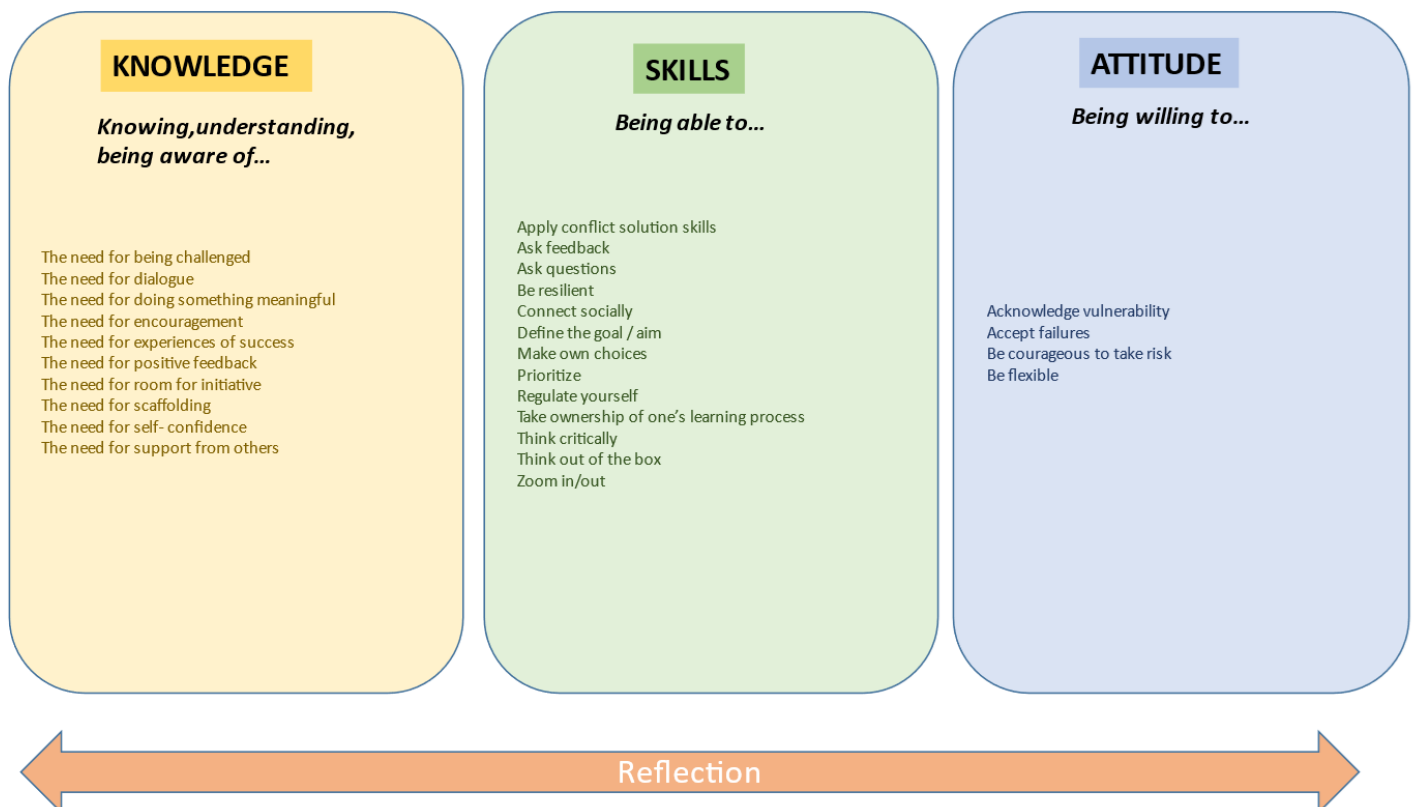 KNOWLEDGE
Knowing,understanding,
being aware of...
The need for being challenged
The need for dialogue
The need for doing something meaningful
The need for encouragement
The need for experiences of success
The need for positive feedback
The need for room for initiative
The need for scaffolding
The need for self- confidence
The need for support from others
SKILLS
Being able to...
Apply conflict solution skills
Ask feedback
Ask questions
Be resilient
Connect socially
Define the goal / aim
Make own choices
Prioritize
Regulate yourself
Take ownership of one’s learning process
Think critically
Think out of the box
Zoom in/out
ATTITUDE
Being willing to...
Acknowledge vulnerability
Accept failures
Be courageous to take risk
Be flexible
Reflection